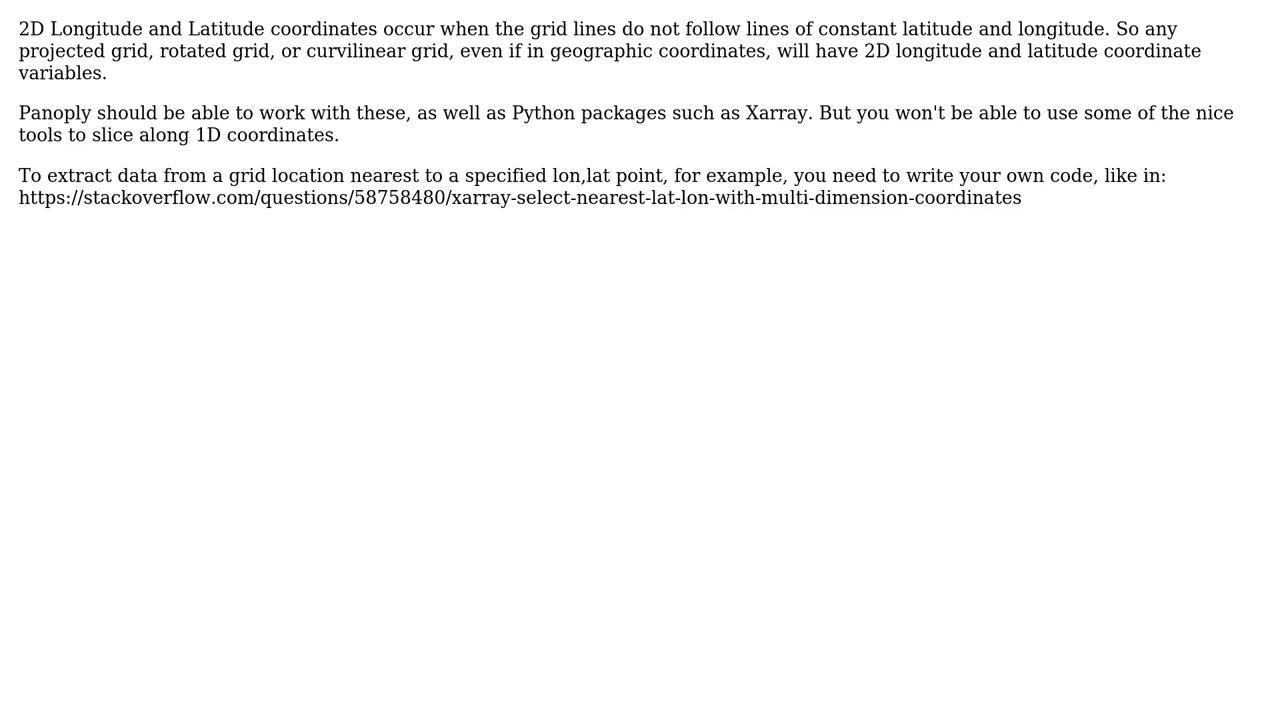 2D Longitude and Latitude coordinates occur when the grid lines do not follow lines of constant latitude and longitude. So any
projected grid, rotated grid, or curvilinear grid, even if in geographic coordinates, will have 2D longitude and latitude coordinate
variables.
Panoply should be able to work with these, as well as Python packages such as Xarray. But you won't be able to use some of the nice
tools to slice along 1D coordinates.
To extract data from a grid location nearest to a specified lon,lat point, for example, you need to write your own code, like in:
https://stackoverflow.com/questions/58758480/xarray-select-nearest-lat-lon-with-multi-dimension-coordinates